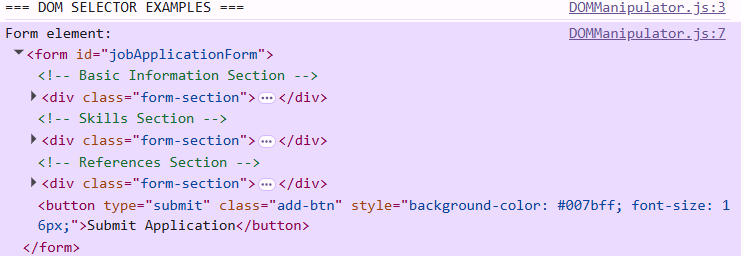 === DOM SELECTOR EXAMPLES === DOMManipulator.js:3
Form element: DOMManipulator.js:7
<form id="jobApplicationForm">
<!-- Basic Information Section -->
<div class="form-section">…</div>
<!-- Skills Section -->
<div class="form-section">…</div>
<!-- References Section -->
<div class="form-section">…</div>
<button type="submit" class="add-btn" style="background-color: #007bff; font-size: 1
6px;">Submit Application</button>
</form>